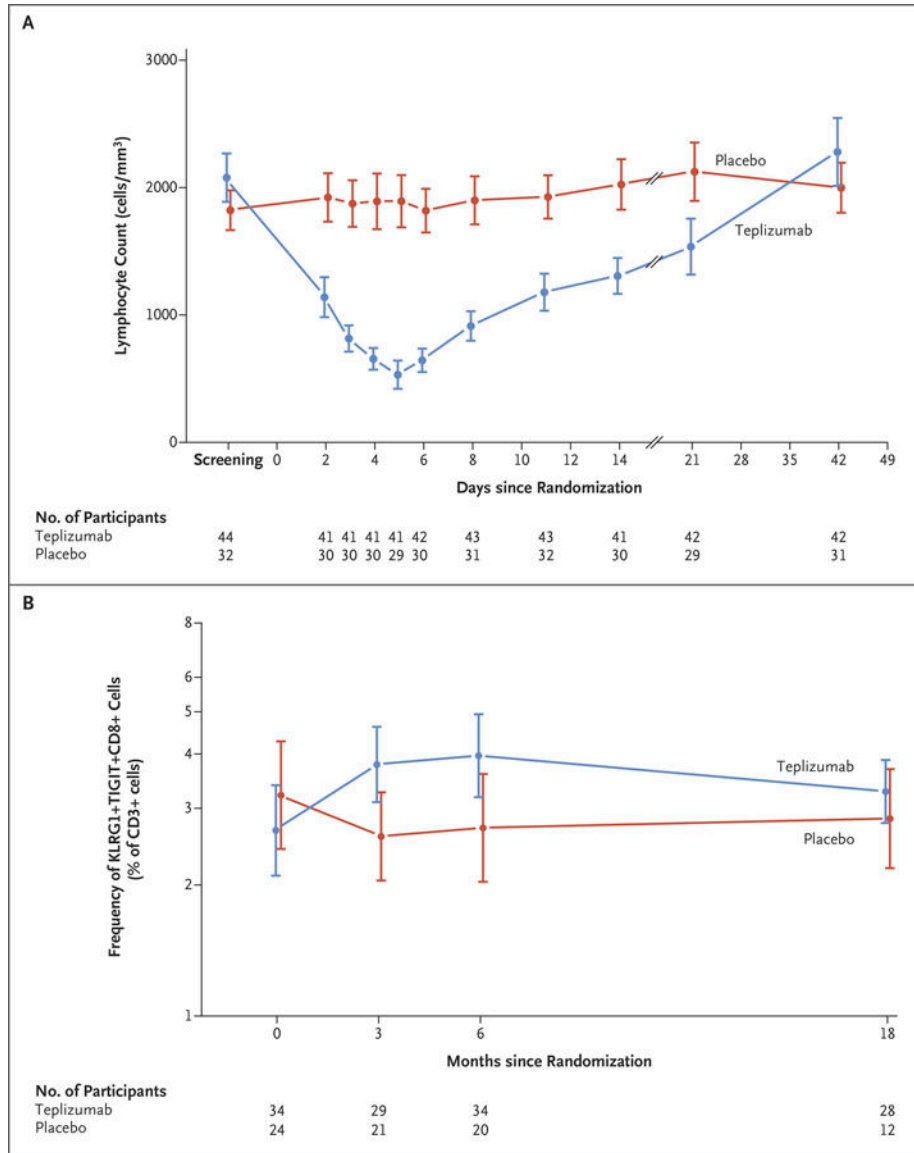 A
3000
2000
1000
0
Lymphocyte Count (cells/mm³)
Placebo
Teplizumab
Screening 0 2 4 6 8 10 12 14 21 28 35 42 49
Days since Randomization
No. of Participants
Teplizumab 44 41 41 41 41 42 43 43 41 42 42
Placebo 32 30 30 30 29 30 31 32 30 29 31
B
8
6
5
4
3
2
1
Frequency of KLRG1+TIGIT+CD8+ Cells
(% of CD3+ cells)
Teplizumab
Placebo
0 3 6 18
Months since Randomization
No. of Participants
Teplizumab 34 29 34 28
Placebo 24 21 20 12